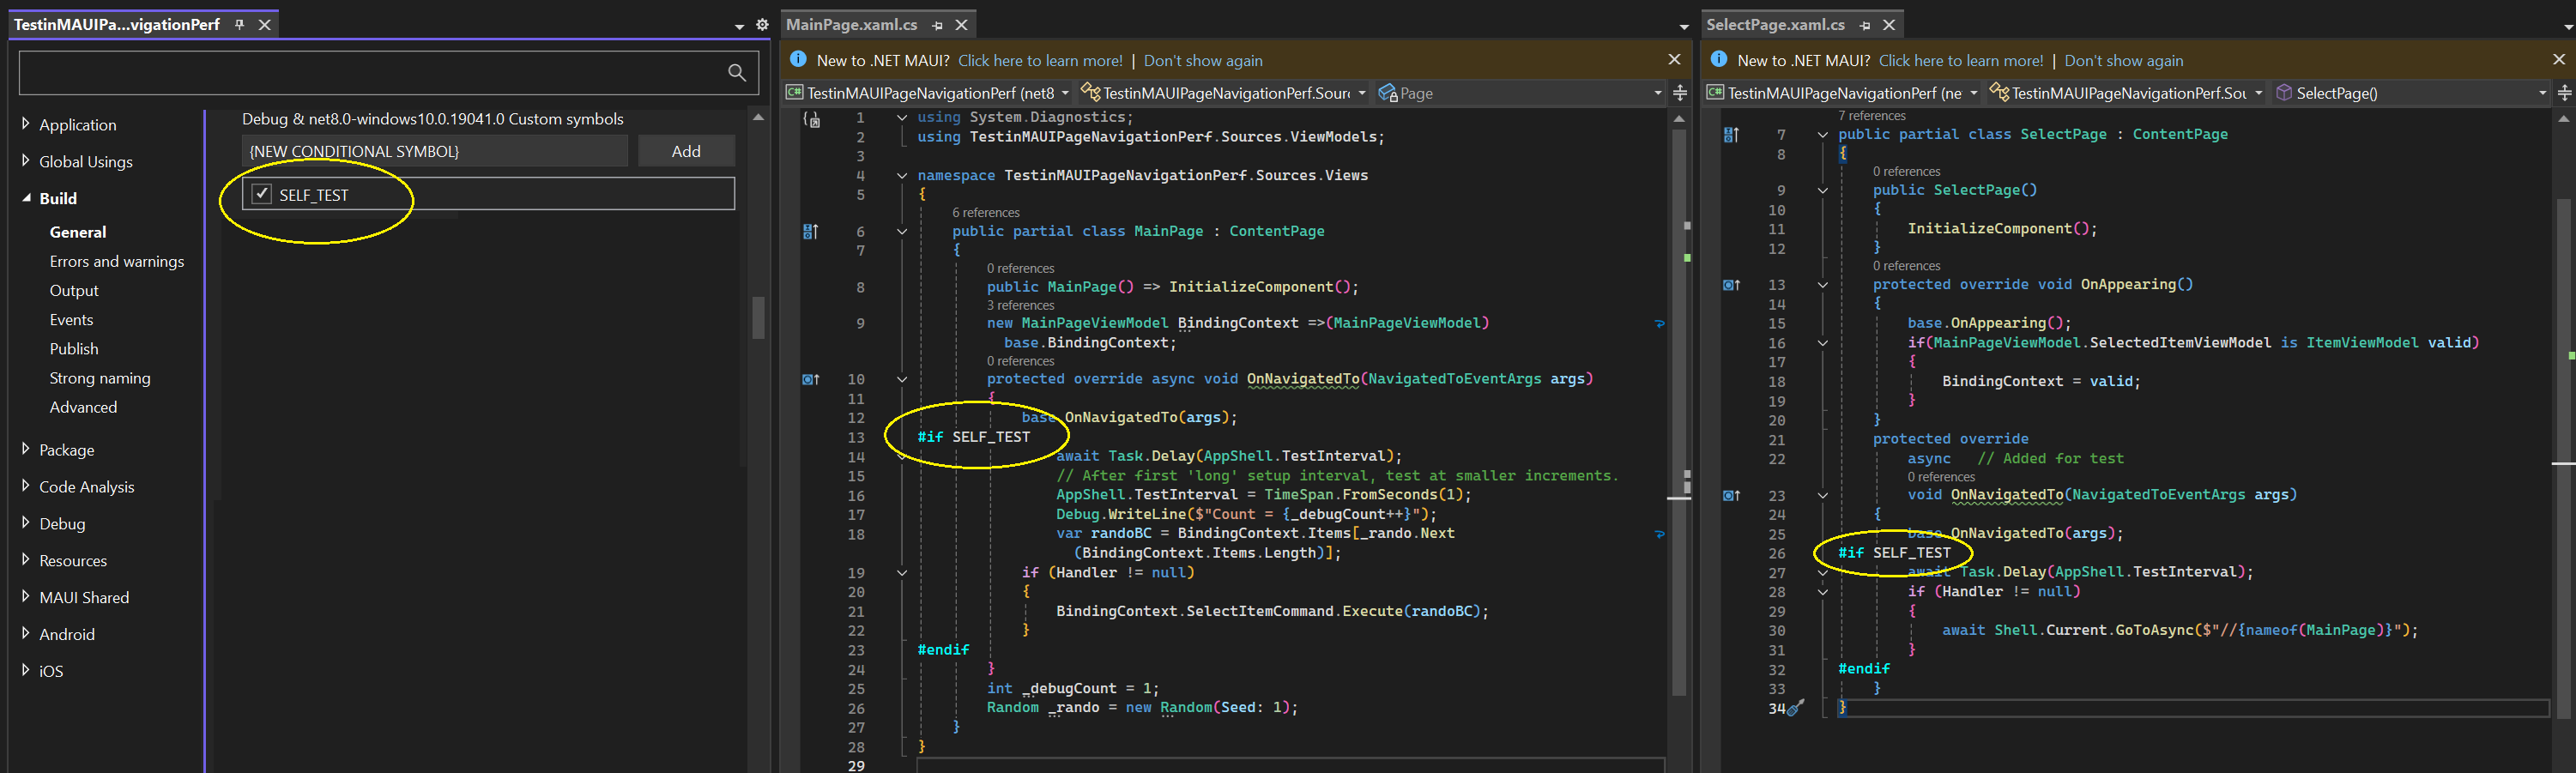 TestinMAUIPa...vigationPerf
Application
Global Usings
Build
General
Errors and warnings
Output
Events
Publish
Strong naming
Advanced
Package
Code Analysis
Debug
Resources
MAUI Shared
Android
iOS
Debug & net8.0-windows10.0.19041.0 Custom symbols
{NEW CONDITIONAL SYMBOL}
Add
SELF_TEST
MainPage.xaml.cs
New to .NET MAUI? Click here to learn more! | Don't show again
TestinMAUIPageNavigationPerf (net8
TestinMAUIPageNavigationPerf.Sourc
Page
1 using System.Diagnostics;
2 using TestinMAUIPageNavigationPerf.Sources.ViewModels;
3
4 namespace TestinMAUIPageNavigationPerf.Sources.Views
5 {
6 references
6 public partial class MainPage : ContentPage
7 {
0 references
8 public MainPage() => InitializeComponent();
3 references
9 new MainPageViewModel BindingContext =>(MainPageViewModel)
base.BindingContext;
0 references
10 protected override async void OnNavigatedTo(NavigatedToEventArgs args)
11 {
12 base.OnNavigatedTo(args);
13 #if SELF_TEST
14 await Task.Delay(AppShell.TestInterval);
15 // After first 'long' setup interval, test at smaller increments.
16 AppShell.TestInterval = TimeSpan.FromSeconds(1);
17 Debug.WriteLine($"Count = {_debugCount++}");
18 var randoBC = BindingContext.Items[_rando.Next
(BindingContext.Items.Length)];
19 if (Handler != null)
20 {
21 BindingContext.SelectItemCommand.Execute(randoBC);
22 }
23 #endif
24 }
25 int _debugCount = 1;
26 Random _rando = new Random(Seed: 1);
27 }
28 }
29
SelectPage.xaml.cs
New to .NET MAUI? Click here to learn more! | Don't show again
TestinMAUIPageNavigationPerf (ne
TestinMAUIPageNavigationPerf.Sou
SelectPage()
7 references
7 public partial class SelectPage : ContentPage
8 {
0 references
9 public SelectPage()
10 {
11 InitializeComponent();
12 }
0 references
13 protected override void OnAppearing()
14 {
15 base.OnAppearing();
16 if(MainPageViewModel.SelectedItemViewModel is ItemViewModel valid)
17 {
18 BindingContext = valid;
19 }
20 }
21 protected override
22 async // Added for test
0 references
23 void OnNavigatedTo(NavigatedToEventArgs args)
24 {
25 base.OnNavigatedTo(args);
26 #if SELF_TEST
27 await Task.Delay(AppShell.TestInterval);
28 if (Handler != null)
29 {
30 await Shell.Current.GoToAsync($"//{nameof(MainPage)}");
31 }
32 #endif
33 }
34 }